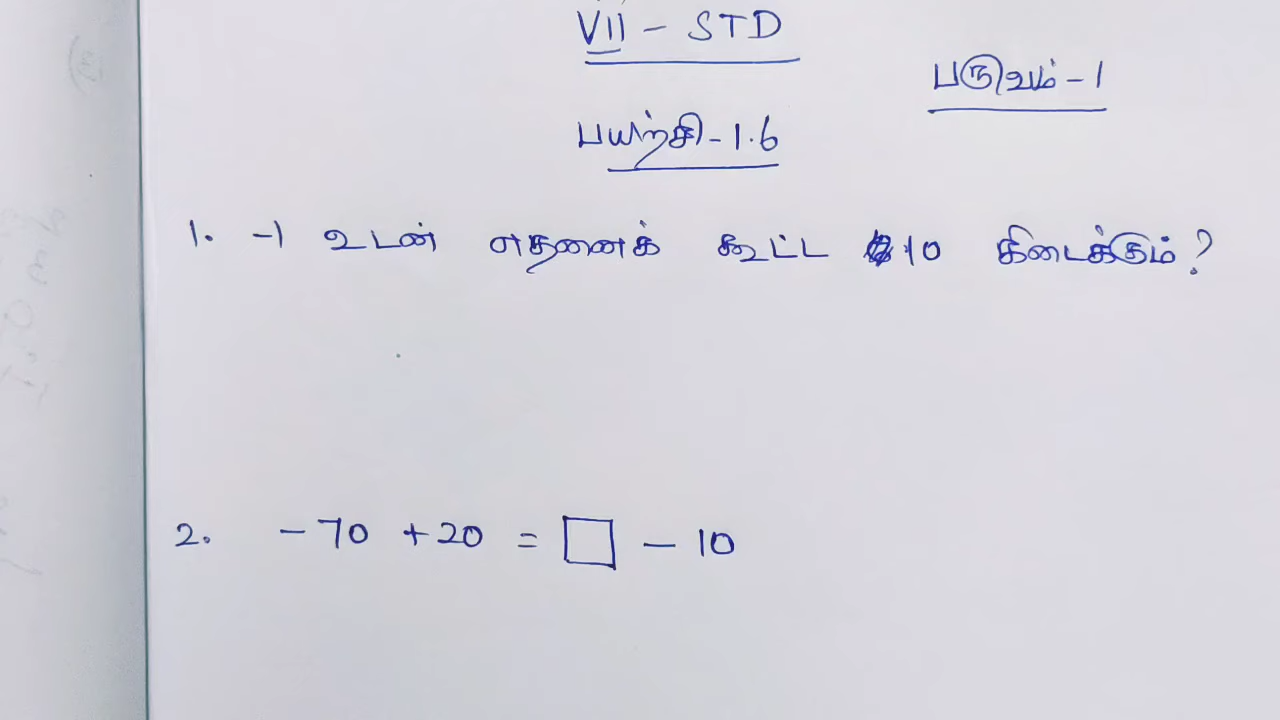 VII - STD
பருவம் - 1
பயிற்சி - 1.6
1. -1 உடன் எதனைக் கூட்ட 10 கிடைக்கும்?
2. - 70 + 20 = □ - 10